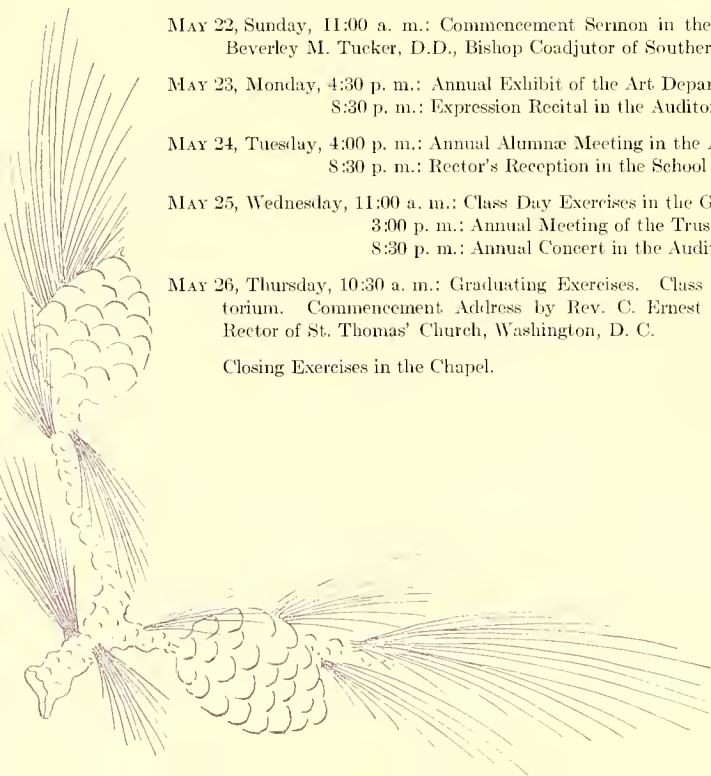 MAY 22, Sunday, 11:00 a. m.: Commencement Sermon in the
Beverley M. Tucker, D.D., Bishop Coadjutor of Souther
MAY 23, Monday, 4:30 p. m.: Annual Exhibit of the Art Depar
8:30 p. m.: Expression Recital in the Audito
MAY 24, Tuesday, 4:00 p. m.: Annual Alumnæ Meeting in the
8:30 p. m.: Rector's Reception in the School
MAY 25, Wednesday, 11:00 a. m.: Class Day Exercises in the G
3:00 p. m.: Annual Meeting of the Trus
8:30 p. m.: Annual Concert in the Audi
MAY 26, Thursday, 10:30 a. m.: Graduating Exercises. Class
torium. Commencement Address by Rev. C. Ernest
Rector of St. Thomas' Church, Washington, D. C.
Closing Exercises in the Chapel.